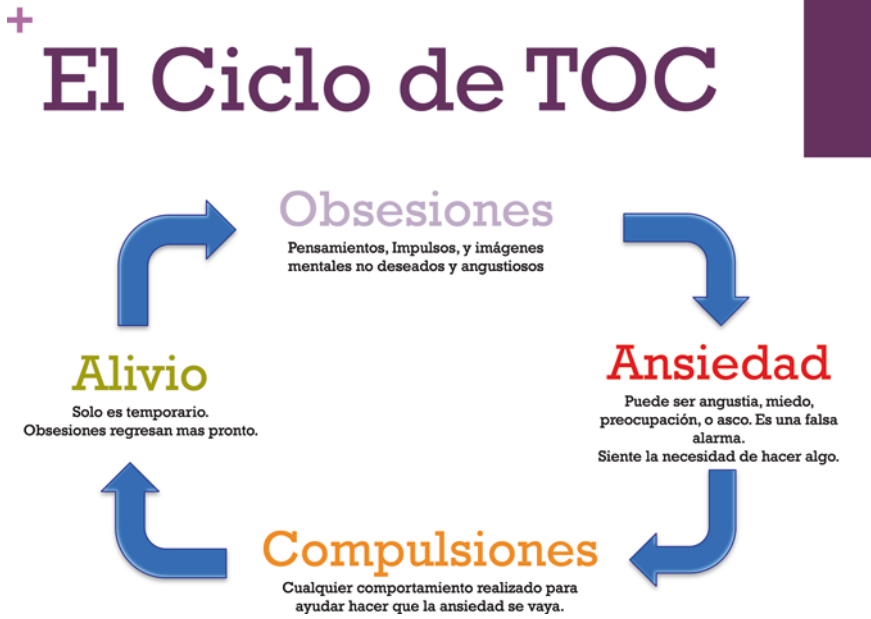 +
El Ciclo de TOC
Obsesiones
Pensamientos, Impulsos, y imágenes
mentales no deseados y angustiosos
Ansiedad
Puede ser angustia, miedo,
preocupación, o asco. Es una falsa
alarma.
Siente la necesidad de hacer algo.
Compulsiones
Cualquier comportamiento realizado para
ayudar hacer que la ansiedad se vaya.
Alivio
Solo es temporario.
Obsesiones regresan mas pronto.